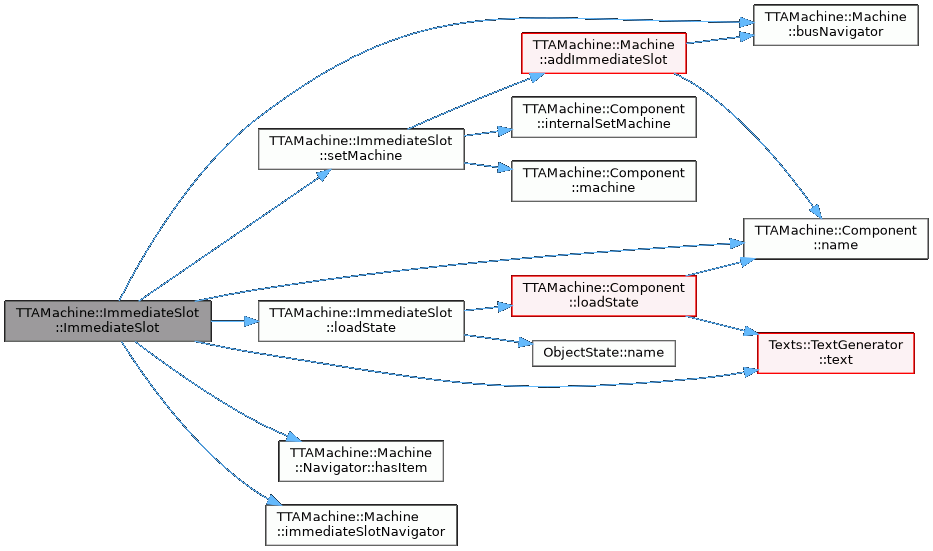 TTAMachine::Machine
::busNavigator
TTAMachine::Machine
::addImmediateSlot
TTAMachine::Component
::internalSetMachine
TTAMachine::ImmediateSlot
::setMachine
TTAMachine::Component
::machine
TTAMachine::Component
::name
TTAMachine::Component
::loadState
TTAMachine::ImmediateSlot
::ImmediateSlot
TTAMachine::ImmediateSlot
::loadState
ObjectState::name
Texts::TextGenerator
::text
TTAMachine::Machine
::Navigator::hasItem
TTAMachine::Machine
::immediateSlotNavigator